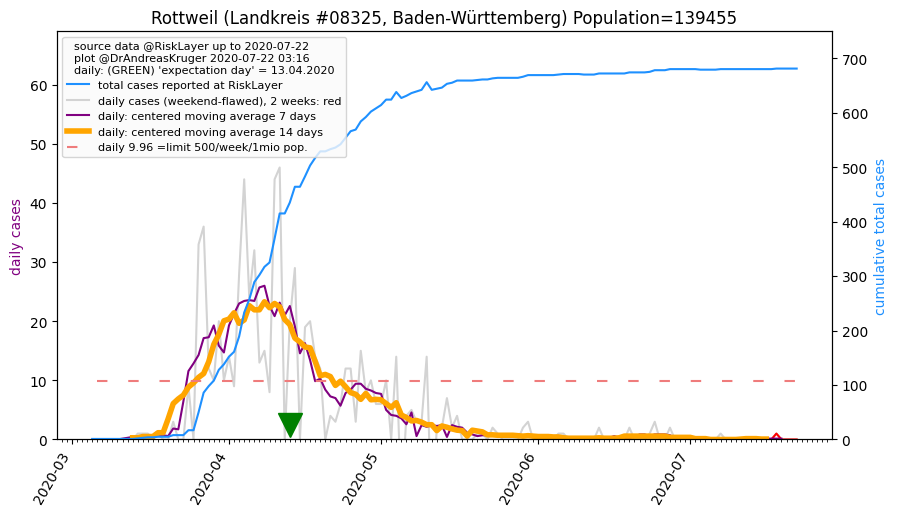 Rottweil (Landkreis #08325, Baden-Württemberg) Population=139455
source data @RiskLayer up to 2020-07-22
plot @DrAndreasKruger 2020-07-22 03:16
daily: (GREEN) 'expectation day' = 13.04.2020
total cases reported at RiskLayer
daily cases (weekend-flawed), 2 weeks: red
daily: centered moving average 7 days
daily: centered moving average 14 days
daily 9.96 =limit 500/week/1mio pop.
daily cases
60
50
40
30
20
10
0
cumulative total cases
700
600
500
400
300
200
100
0
2020-03
2020-04
2020-05
2020-06
2020-07